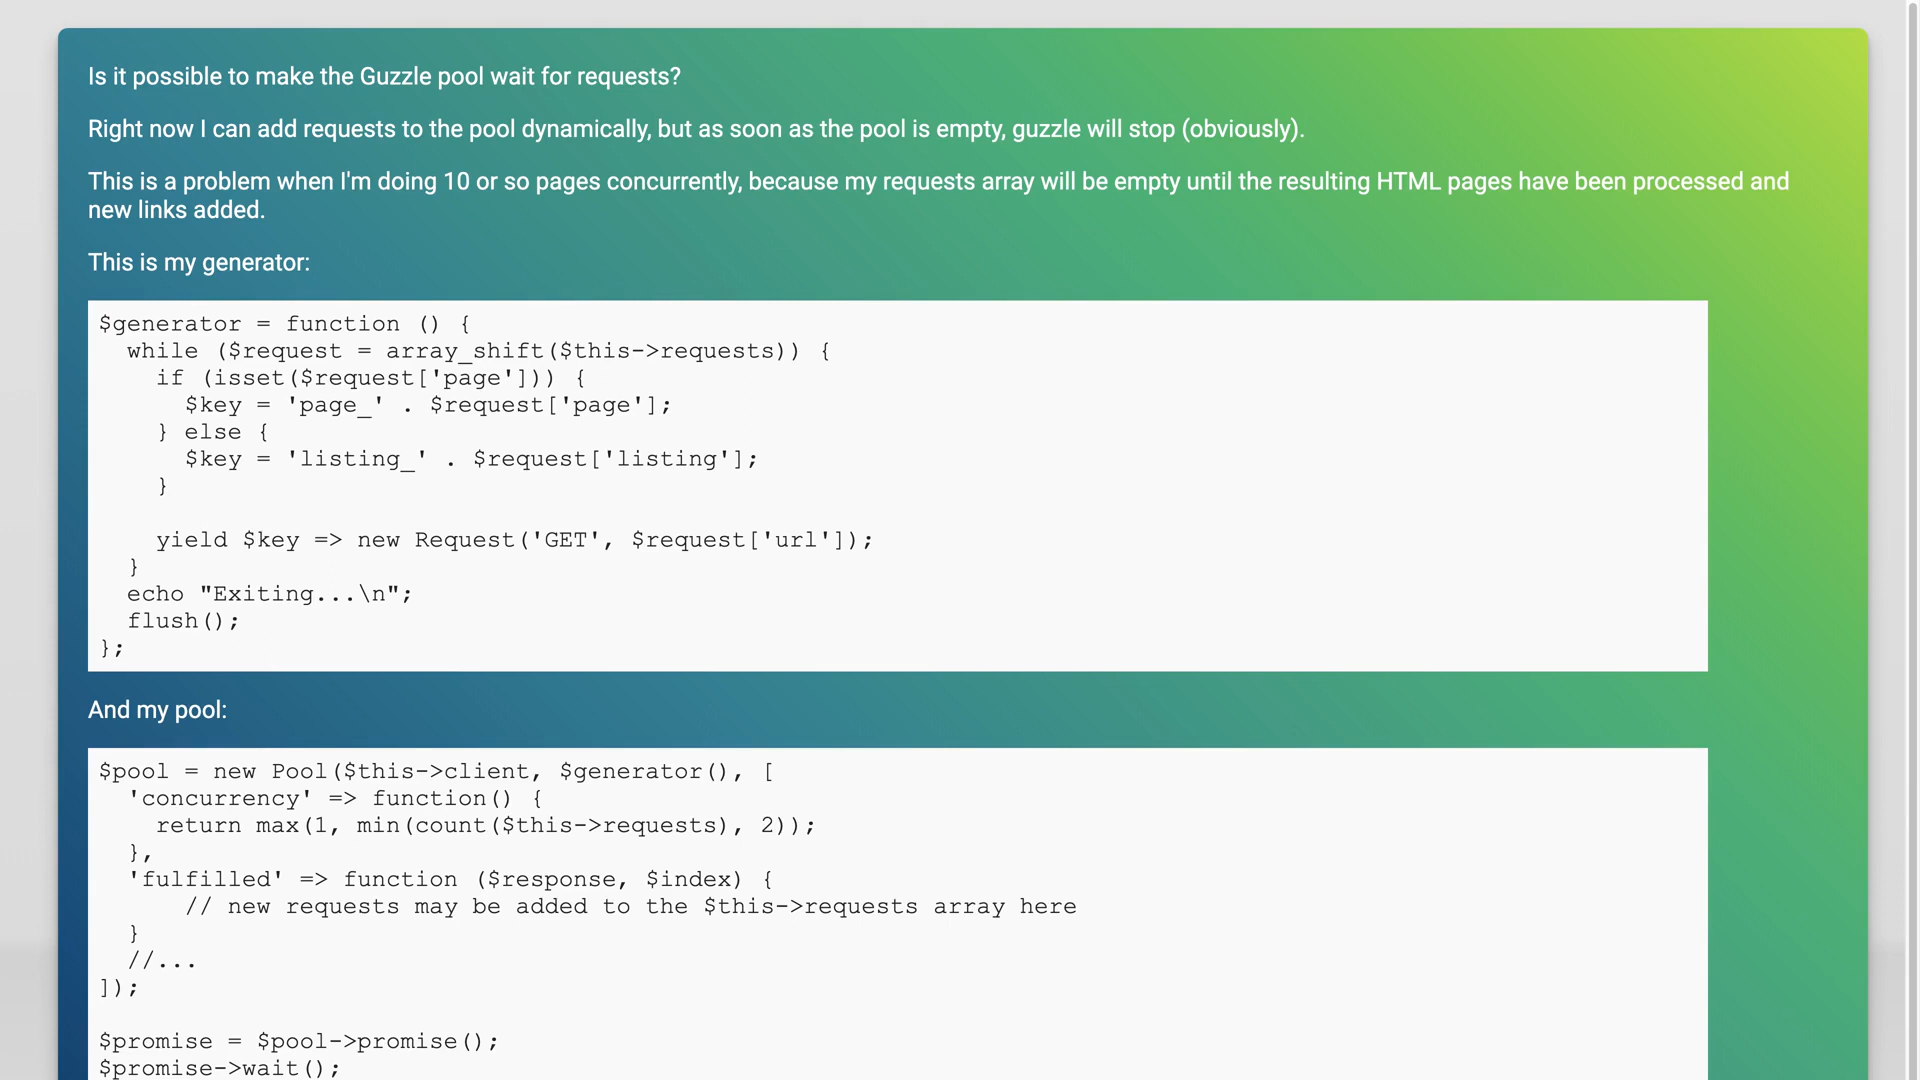 Is it possible to make the Guzzle pool wait for requests?
Right now I can add requests to the pool dynamically, but as soon as the pool is empty, guzzle will stop (obviously).
This is a problem when I'm doing 10 or so pages concurrently, because my requests array will be empty until the resulting HTML pages have been processed and
new links added.
This is my generator:
$generator = function () {
  while ($request = array_shift($this->requests)) {
    if (isset($request['page'])) {
      $key = 'page_' . $request['page'];
    } else {
      $key = 'listing_' . $request['listing'];
    }

    yield $key => new Request('GET', $request['url']);
  }
  echo "Exiting...\n";
  flush();
};
And my pool:
$pool = new Pool($this->client, $generator(), [
  'concurrency' => function() {
    return max(1, min(count($this->requests), 2));
  },
  'fulfilled' => function ($response, $index) {
      // new requests may be added to the $this->requests array here
  }
  //...
]);

$promise = $pool->promise();
$promise->wait();